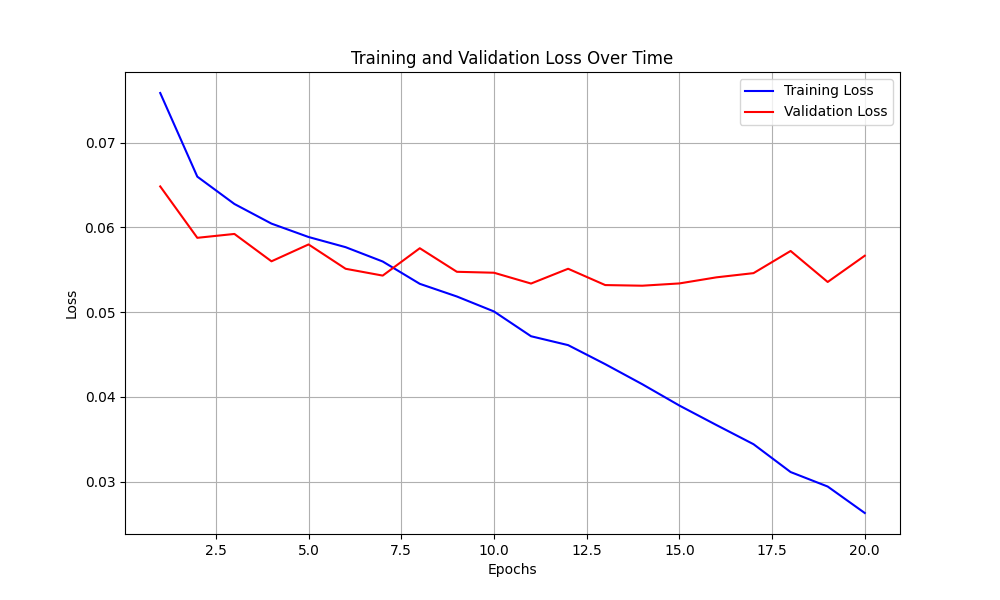 Training and Validation Loss Over Time
Training Loss
Validation Loss
Loss
0.07
0.06
0.05
0.04
0.03
2.5 5.0 7.5 10.0 12.5 15.0 17.5 20.0
Epochs